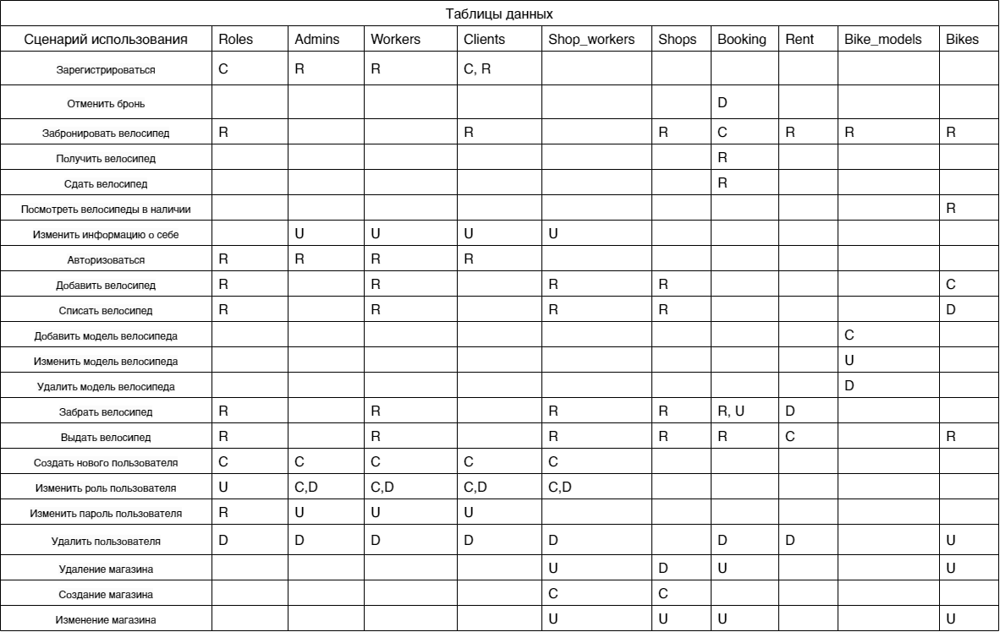 Таблицы данных
Сценарий использования Roles Admins Workers Clients Shop_workers Shops Booking Rent Bike_models Bikes
Зарегистрироваться C R R C, R
Отменить бронь D
Забронировать велосипед R R R C R R R
Получить велосипед R
Сдать велосипед R
Посмотреть велосипеды в наличии R
Изменить информацию о себе U U U U
Авторизоваться R R R R
Добавить велосипед R R R R C
Списать велосипед R R R R D
Добавить модель велосипеда C
Изменить модель велосипеда U
Удалить модель велосипеда D
Забрать велосипед R R R R R, U D
Выдать велосипед R R R R R C R
Создать нового пользователя C C C C C
Изменить роль пользователя U C,D C,D C,D C,D
Изменить пароль пользователя R U U U
Удалить пользователя D D D D D D D U
Удаление магазина U D U U
Создание магазина C C
Изменение магазина U U U U